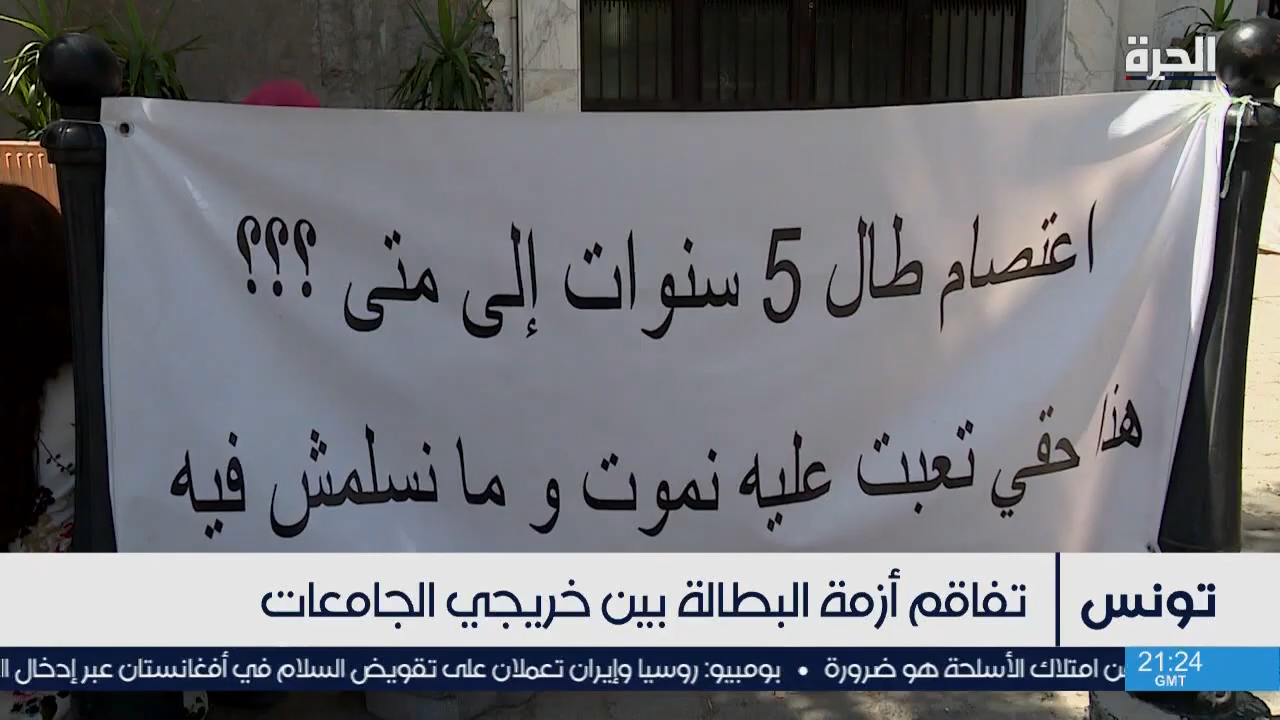 الحرة
اعتصام طال 5 سنوات إلى متى ؟؟؟
هذا حقي تعبت عليه نموت و ما نسلمش فيه
تونس
تفاقم أزمة البطالة بين خريجي الجامعات
امتلاك الأسلحة هو ضرورة • بومبيو: روسيا وإيران تعملان على تقويض السلام في أفغانستان عبر إدخال
21:24
GMT